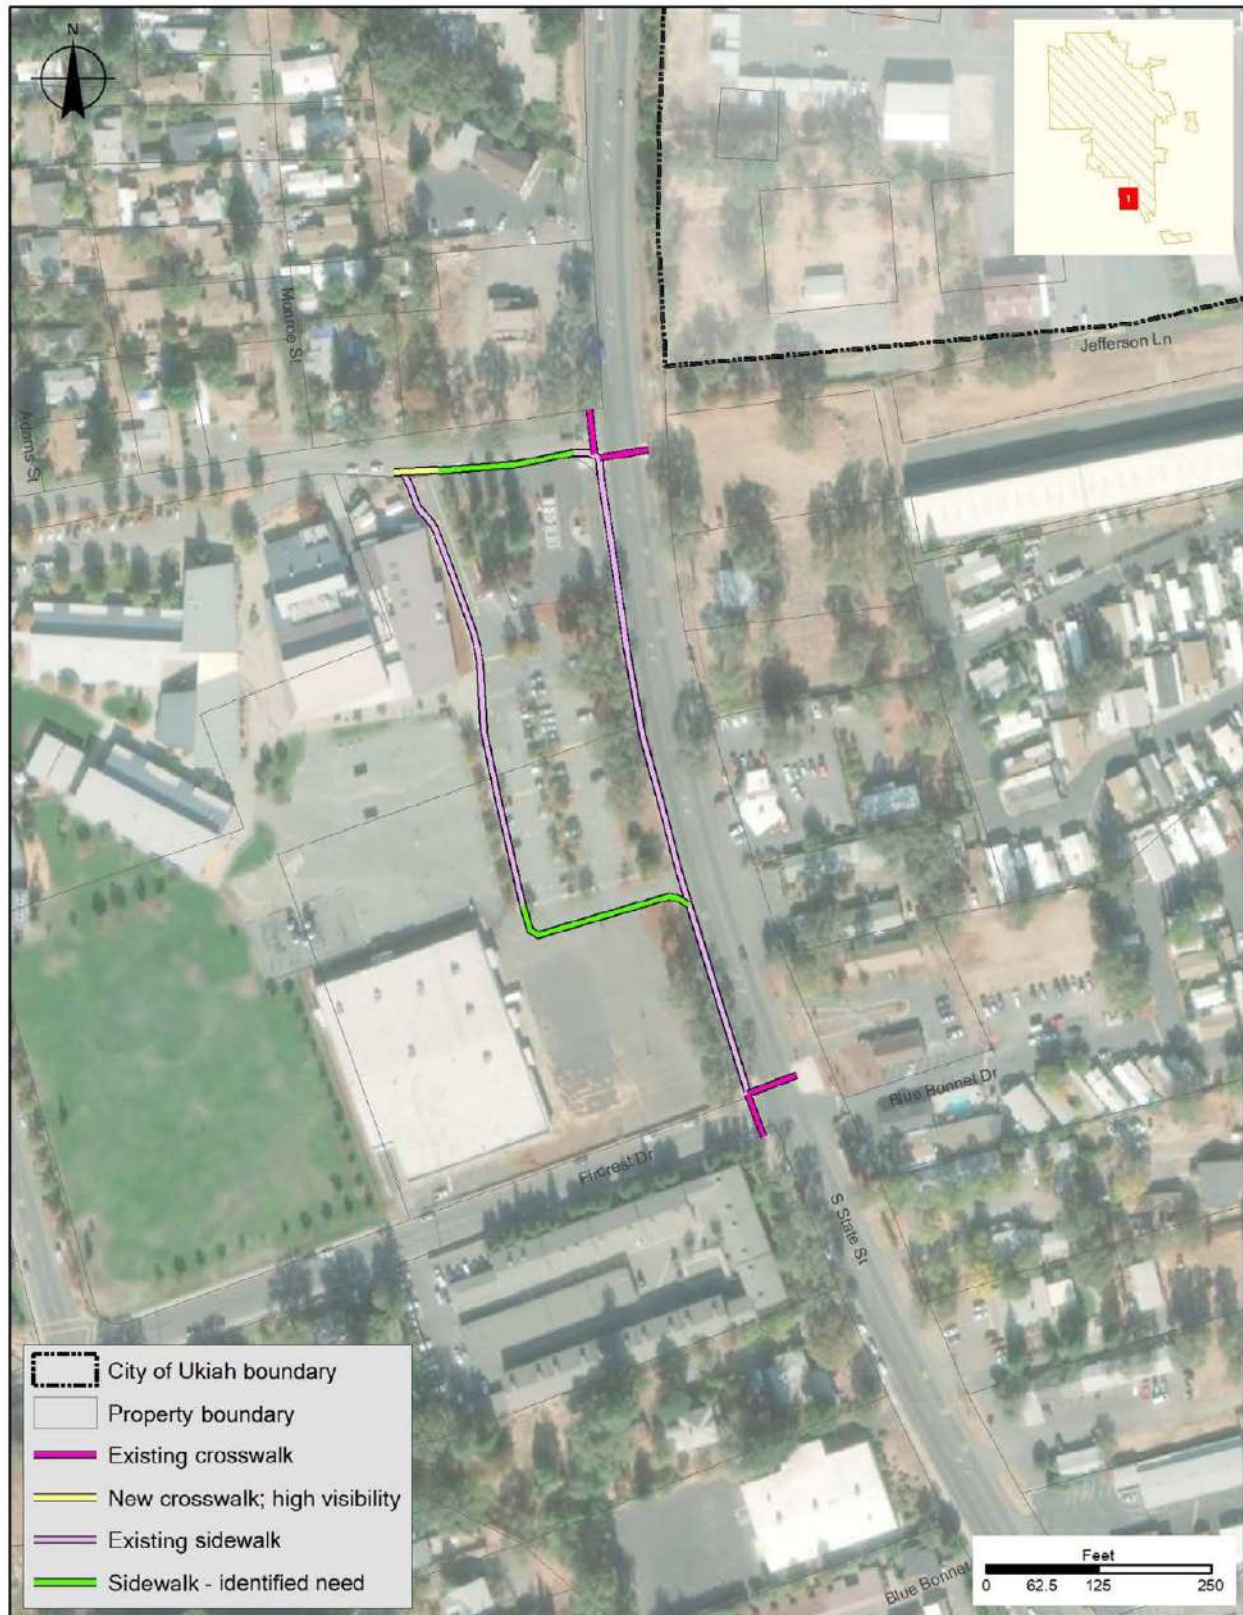 N
1
Monroe St
Jefferson Ln
Adams St
Blue Bonnet Dr
Fircrest Dr
S State St
Blue Bonnet
City of Ukiah boundary
Property boundary
Existing crosswalk
New crosswalk; high visibility
Existing sidewalk
Sidewalk - identified need
Feet
0 62.5 125 250